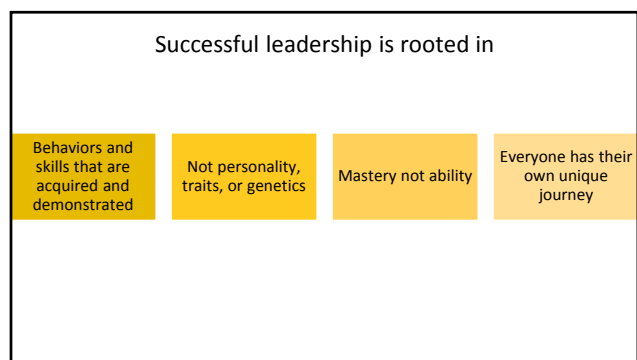 Successful leadership is rooted in
Behaviors and
skills that are
acquired and
demonstrated
Not personality,
traits, or genetics
Mastery not ability
Everyone has their
own unique
journey